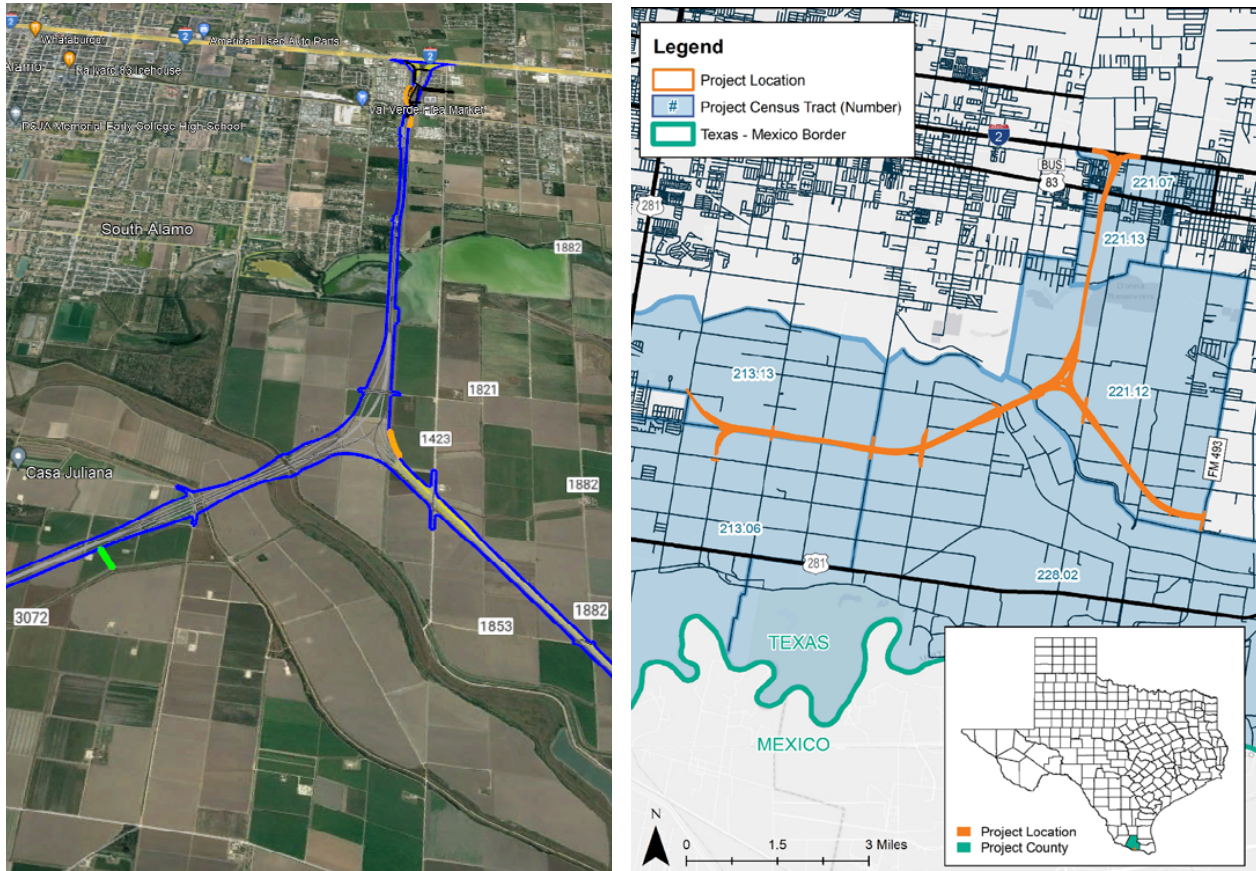 2
2
Whataburger
American Used Auto Parts
Alamo
Railyard 83 Icehouse
2
Val Verde Flea Market
PSJA Memorial Early College High School
South Alamo
1882
1821
1423
Casa Juliana
1882
3072
1853
1882
Legend
Project Location
# Project Census Tract (Number)
Texas - Mexico Border
2
BUS
83
221.07
281
221.13
213.13
221.12
FM 493
213.06
281
228.02
TEXAS
MEXICO
N
0 1.5 3 Miles
Project Location
Project County